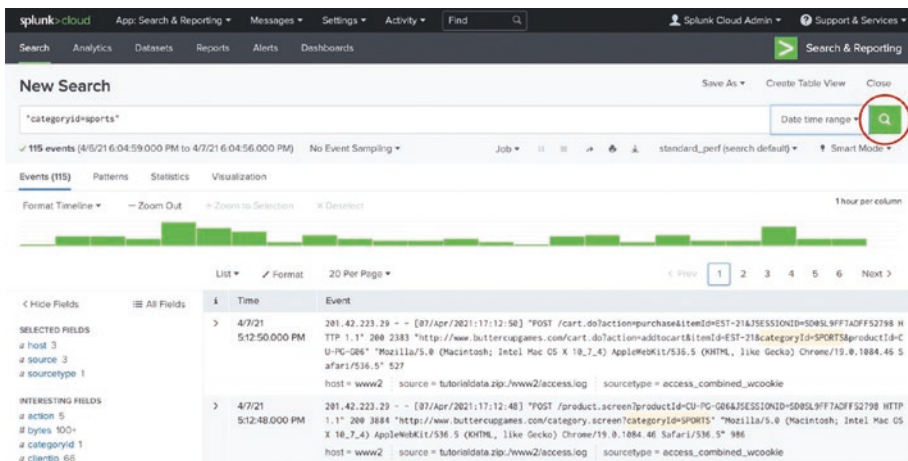 splunk>cloud App: Search & Reporting ▾ Messages ▾ Settings ▾ Activity ▾ Find Splunk Cloud Admin ▾ Support & Services ▾
Search Analytics Datasets Reports Alerts Dashboards Search & Reporting
New Search
Save As ▾ Create Table View Close
"categoryid=sports"
Date time range ▾
✓ 115 events (4/6/21 6:04:59.000 PM to 4/7/21 6:04:56.000 PM) No Event Sampling ▾ Job ▾ standard_perf (search default) ▾ Smart Mode ▾
Events (115) Patterns Statistics Visualization
Format Timeline ▾ — Zoom Out + Zoom to Selection × Deselect 1 hour per column
List ▾ Format 20 Per Page ▾ < Prev 1 2 3 4 5 6 Next >
< Hide Fields All Fields i Time Event
SELECTED FIELDS
a host 3
a source 3
a sourcetype 1
INTERESTING FIELDS
a action 5
# bytes 100+
a categoryId 1
a clientip 66
> 4/7/21
5:12:50.000 PM
201.42.223.29 - - [07/Apr/2021:17:12:50] "POST /cart.do?action=purchase&itemId=EST-21&JSESSIONID=SD0SL9FF7ADFF52798 H
TTP 1.1" 200 2383 "http://www.buttercupgames.com/cart.do?action=addtocart&itemId=EST-21&categoryId=SPORTS&productId=C
U-PG-G06" "Mozilla/5.0 (Macintosh; Intel Mac OS X 10_7_4) AppleWebKit/536.5 (KHTML, like Gecko) Chrome/19.0.1084.46 S
afari/536.5" 527
host = www2 source = tutorialdata.zip:./www2/access.log sourcetype = access_combined_wcookie
> 4/7/21
5:12:48.000 PM
201.42.223.29 - - [07/Apr/2021:17:12:48] "POST /product.screen?productId=CU-PG-G06&JSESSIONID=SD0SL9FF7ADFF52798 HTTP
1.1" 200 3884 "http://www.buttercupgames.com/category.screen?categoryId=SPORTS" "Mozilla/5.0 (Macintosh; Intel Mac OS
X 10_7_4) AppleWebKit/536.5 (KHTML, like Gecko) Chrome/19.0.1084.46 Safari/536.5" 986
host = www2 source = tutorialdata.zip:./www2/access.log sourcetype = access_combined_wcookie